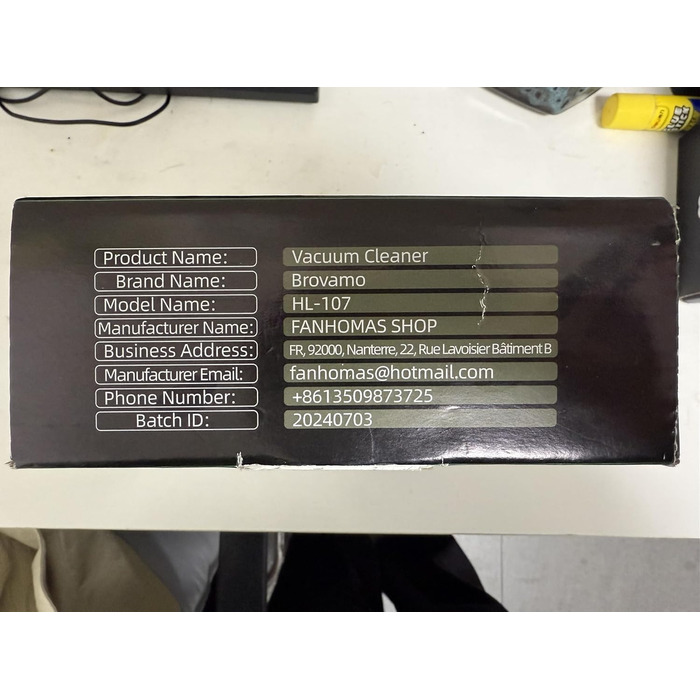 Product Name: Vacuum Cleaner
Brand Name: Brovamo
Model Name: HL-107
Manufacturer Name: FANHOMAS SHOP
Business Address: FR, 92000, Nanterre, 22, Rue Lavoisier Bâtiment B
Manufacturer Email: fanhomas@hotmail.com
Phone Number: +8613509873725
Batch ID: 20240703